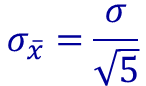 σ_x̄ = σ/√5